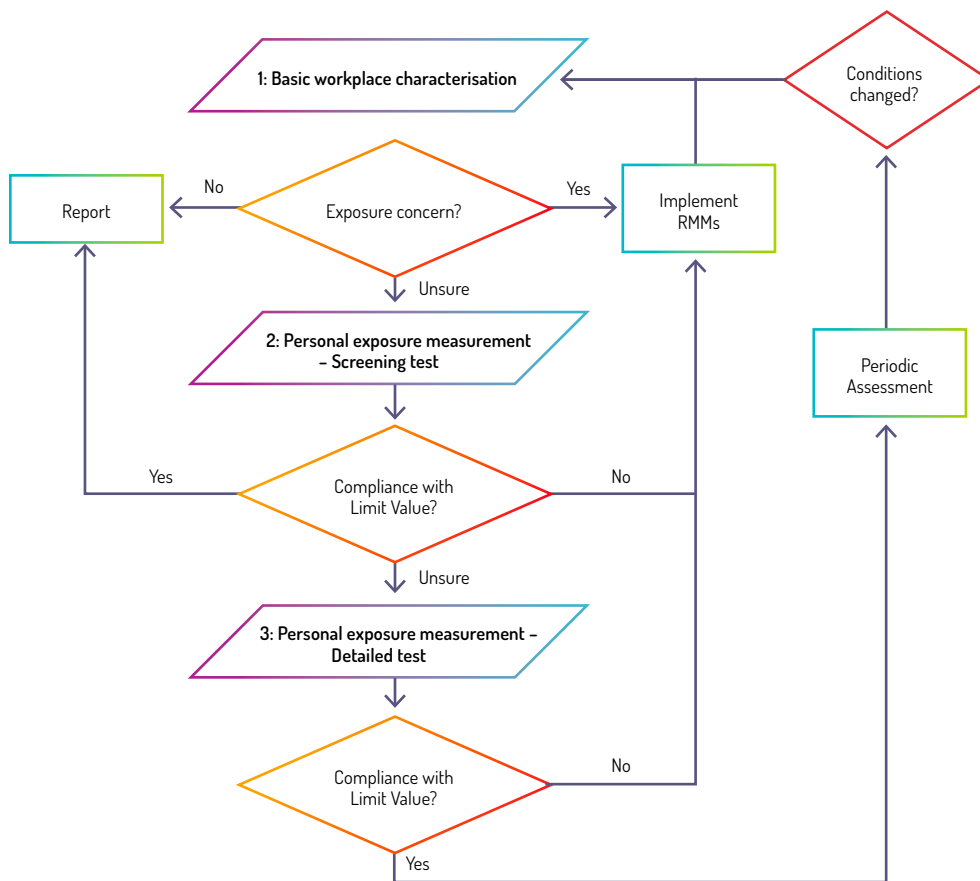 1: Basic workplace characterisation
Conditions
changed?
No
Yes
Report
Exposure concern?
Implement
RMMs
Unsure
2: Personal exposure measurement
– Screening test
Periodic
Assessment
Yes
Compliance with
Limit Value?
No
Unsure
3: Personal exposure measurement –
Detailed test
Compliance with
Limit Value?
No
Yes